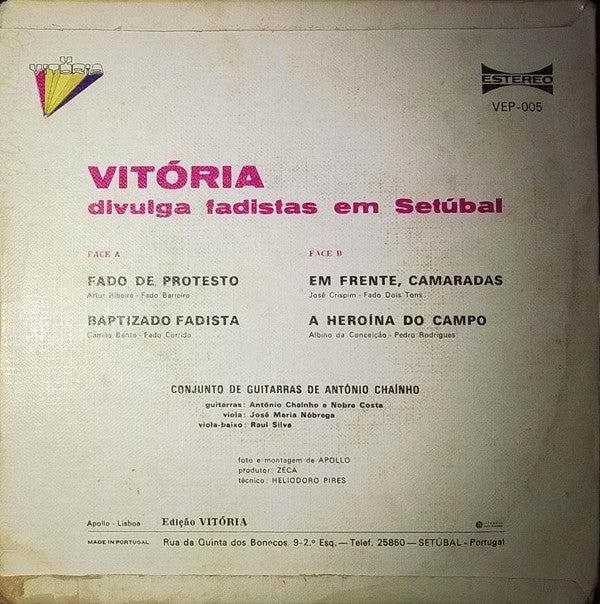 V
VITÓRIA
ESTEREO
VEP-005
VITÓRIA
divulga fadistas em Setúbal
FACE A
FADO DE PROTESTO
Artur Ribeiro - Fado Barreiro
BAPTIZADO FADISTA
Camilo Bento - Fado Corrido
FACE B
EM FRENTE, CAMARADAS
José Crispim - Fado Dois Tons
A HEROÍNA DO CAMPO
Albino da Conceição - Pedro Rodrigues
CONJUNTO DE GUITARRAS DE ANTÓNIO CHAÍNHO
guitarras: António Chaínho e Nobre Costa
viola: José Maria Nóbrega
viola-baixo: Raul Silva
foto e montagem de APOLLO
produtor: ZÉCA
técnico: HELIODORO PIRES
Apollo - Lisboa Edição VITÓRIA
MADE IN PORTUGAL Rua da Quinta dos Bonecos, 9-2.º Esq. — Telef. 25860 — SETÚBAL - Portugal